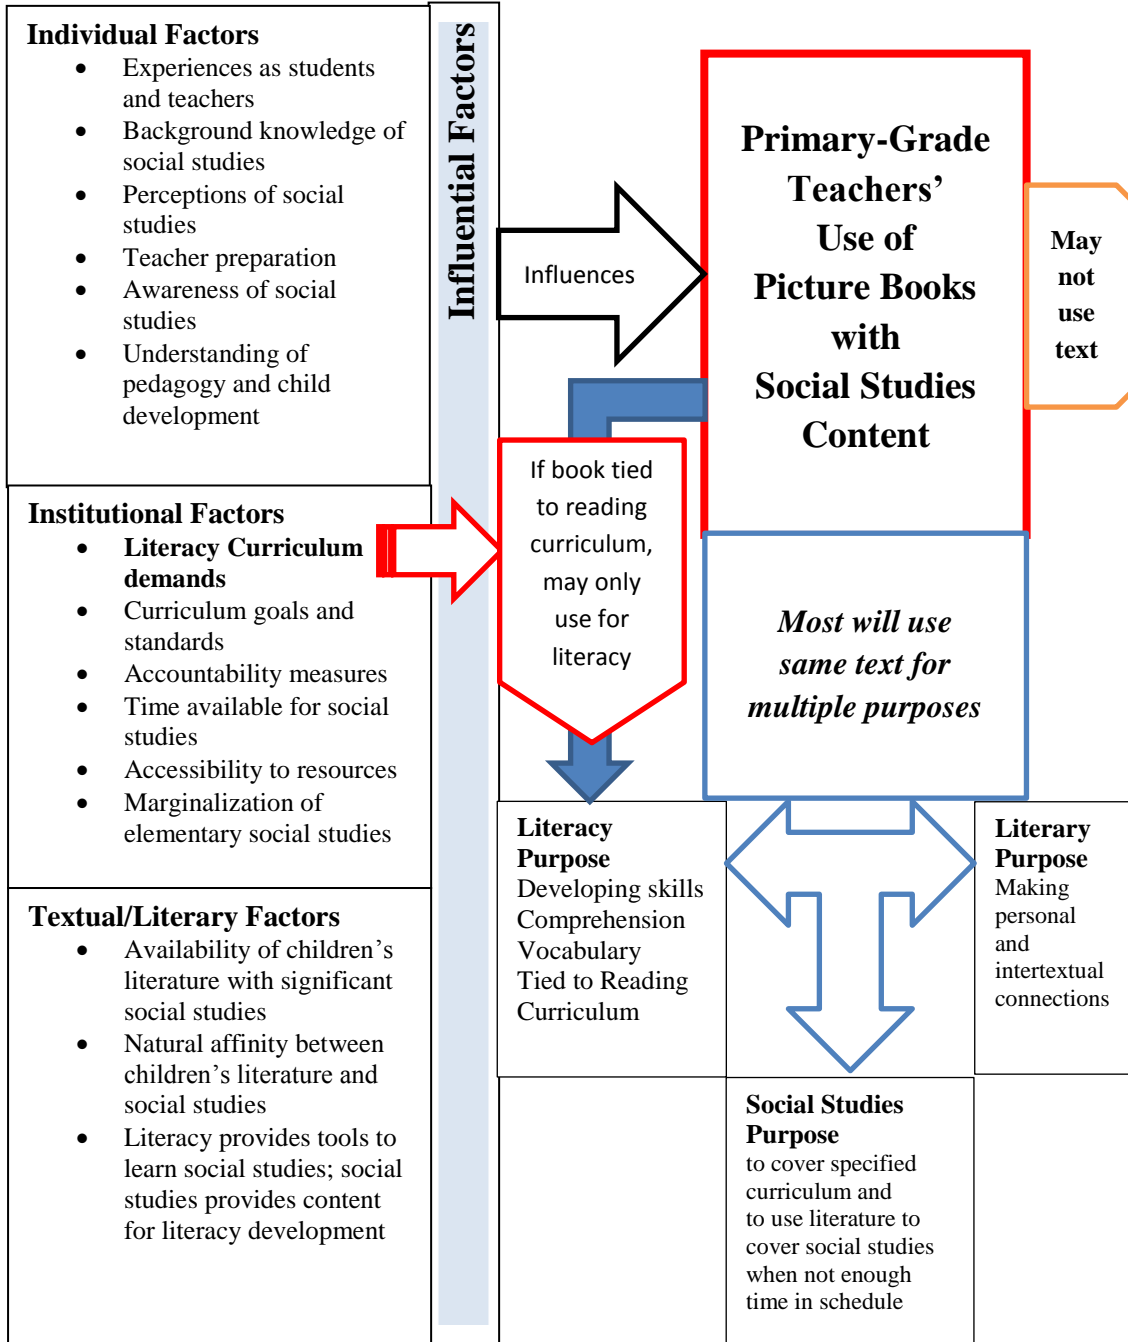 Individual Factors
• Experiences as students
and teachers
• Background knowledge of
social studies
• Perceptions of social
studies
• Teacher preparation
• Awareness of social
studies
• Understanding of
pedagogy and child
development
Institutional Factors
• Literacy Curriculum
demands
• Curriculum goals and
standards
• Accountability measures
• Time available for social
studies
• Accessibility to resources
• Marginalization of
elementary social studies
Textual/Literary Factors
• Availability of children’s
literature with significant
social studies
• Natural affinity between
children’s literature and
social studies
• Literacy provides tools to
learn social studies; social
studies provides content
for literacy development
Influential Factors
Influences
Primary-Grade
Teachers’
Use of
Picture Books
with
Social Studies
Content
May
not
use
text
If book tied
to reading
curriculum,
may only
use for
literacy
Most will use
same text for
multiple purposes
Literacy
Purpose
Developing skills
Comprehension
Vocabulary
Tied to Reading
Curriculum
Literary
Purpose
Making
personal
and
intertextual
connections
Social Studies
Purpose
to cover specified
curriculum and
to use literature to
cover social studies
when not enough
time in schedule